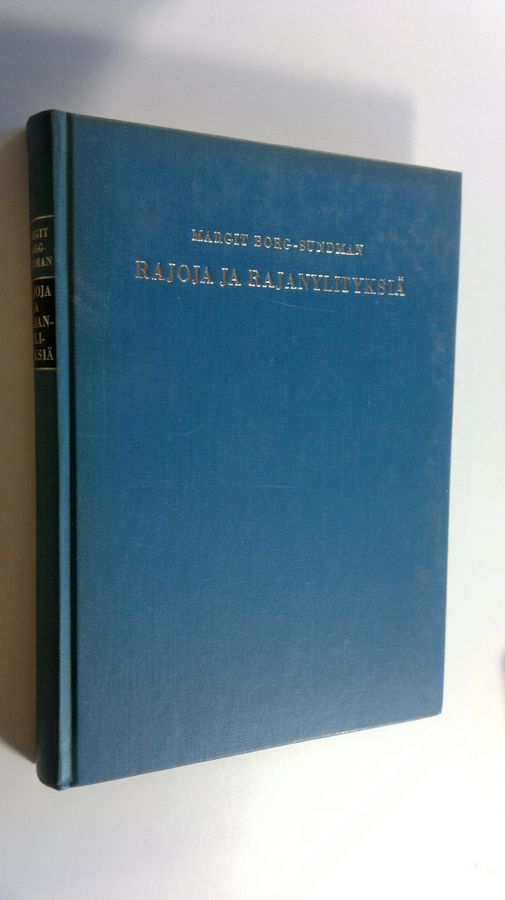 MARGIT BORG-SUNDMAN
RAJOJA JA RAJANYLITYKSIÄ